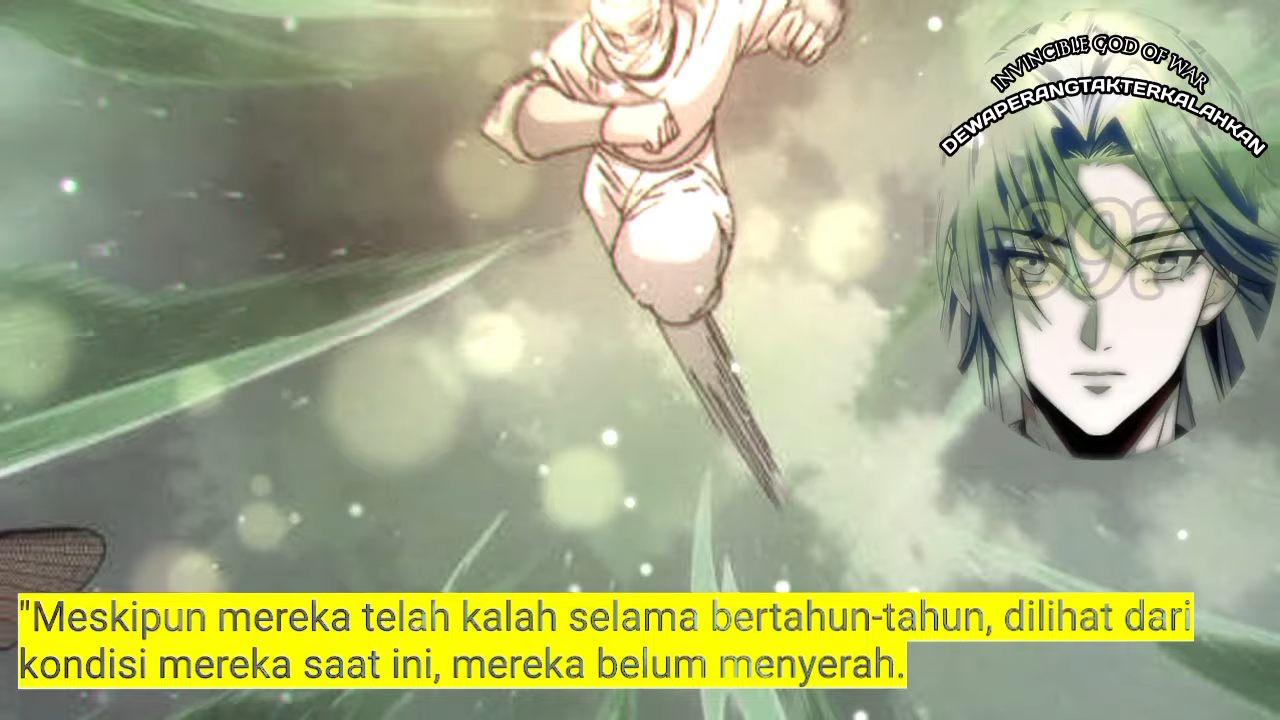 INVINCIBLE GOD OF WAR
DEWAPERANGTAKTERKALAHKAN
897
"Meskipun mereka telah kalah selama bertahun-tahun, dilihat dari
kondisi mereka saat ini, mereka belum menyerah.